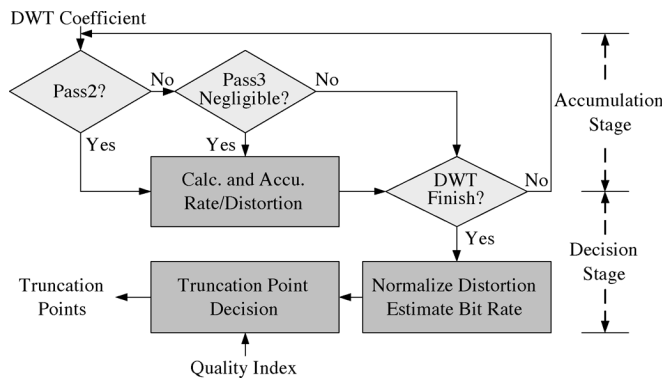 DWT Coefficient
Pass2?
No
Pass3
Negligible?
No
Accumulation
Stage
Yes
Yes
Calc. and Accu.
Rate/Distortion
DWT
Finish?
No
Yes
Decision
Stage
Truncation
Points
Truncation Point
Decision
Normalize Distortion
Estimate Bit Rate
Quality Index